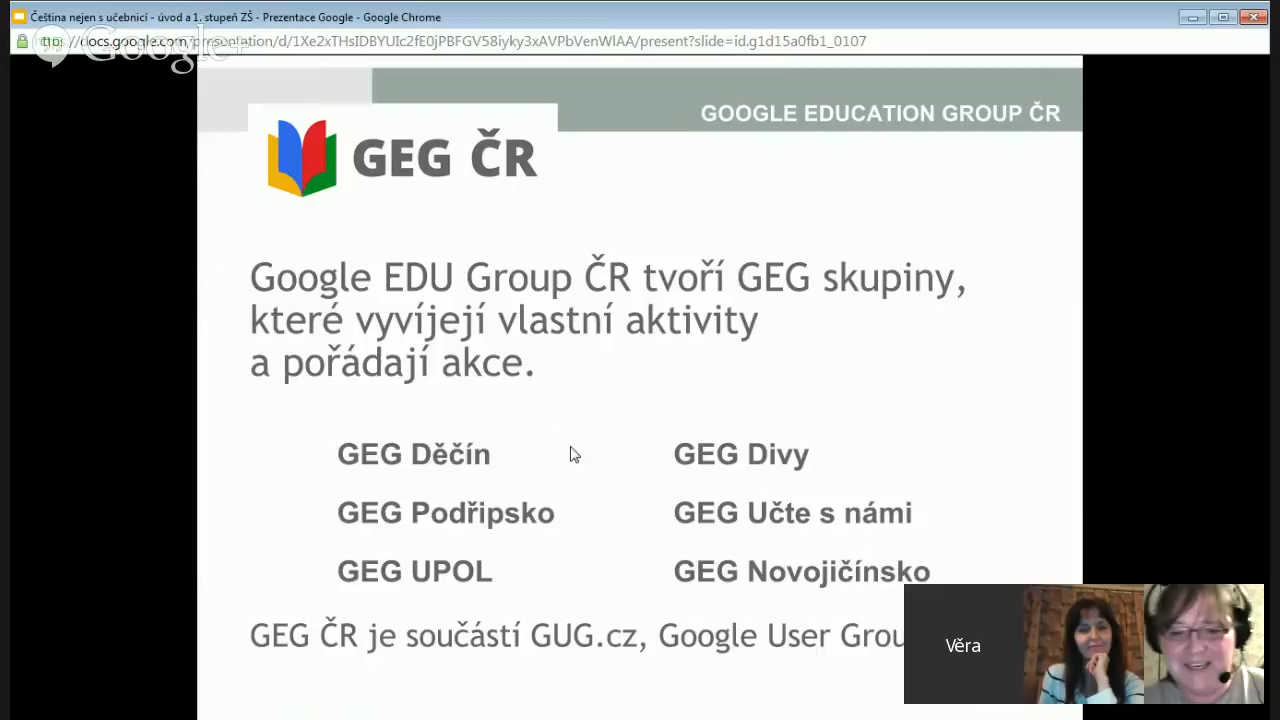 Čeština nejen s učebnicí - úvod a 1. stupeň ZŠ - Prezentace Google - Google Chrome
https://docs.google.com/presentation/d/1Xe2xTHsIDBYUIc2fE0jPBFGV58iyky3xAVPbVenWlAA/present?slide=id.g1d15a0fb1_0107
Google+
GOOGLE EDUCATION GROUP ČR
GEG ČR
Google EDU Group ČR tvoří GEG skupiny,
které vyvíjejí vlastní aktivity
a pořádají akce.
GEG Děčín
GEG Divy
GEG Podřipsko
GEG Učte s námi
GEG UPOL
GEG Novojičínsko
GEG ČR je součástí GUG.cz, Google User Grou
Věra